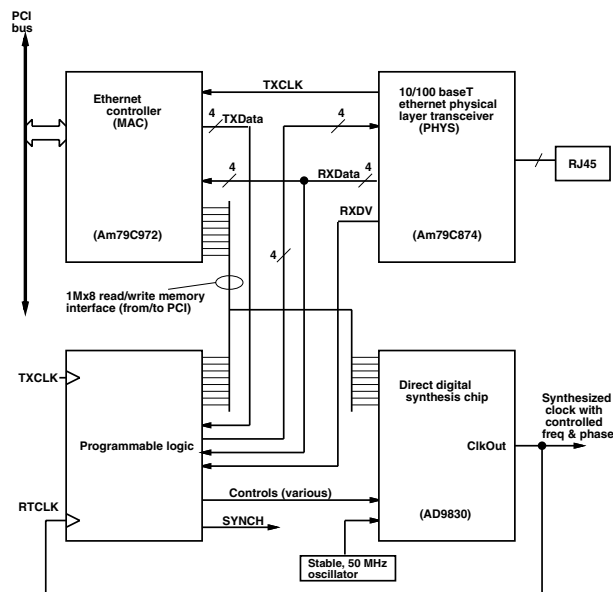 PCI
bus
Ethernet
controller
(MAC)
(Am79C972)
TXCLK
4
TXData
4
4
RXData
4
RXDV
4
10/100 baseT
ethernet physical
layer transceiver
(PHYS)
(Am79C874)
RJ45
1Mx8 read/write memory
interface (from/to PCI)
TXCLK
Programmable logic
RTCLK
Controls (various)
SYNCH
Direct digital
synthesis chip
ClkOut
(AD9830)
Synthesized
clock with
controlled
freq & phase
Stable, 50 MHz
oscillator